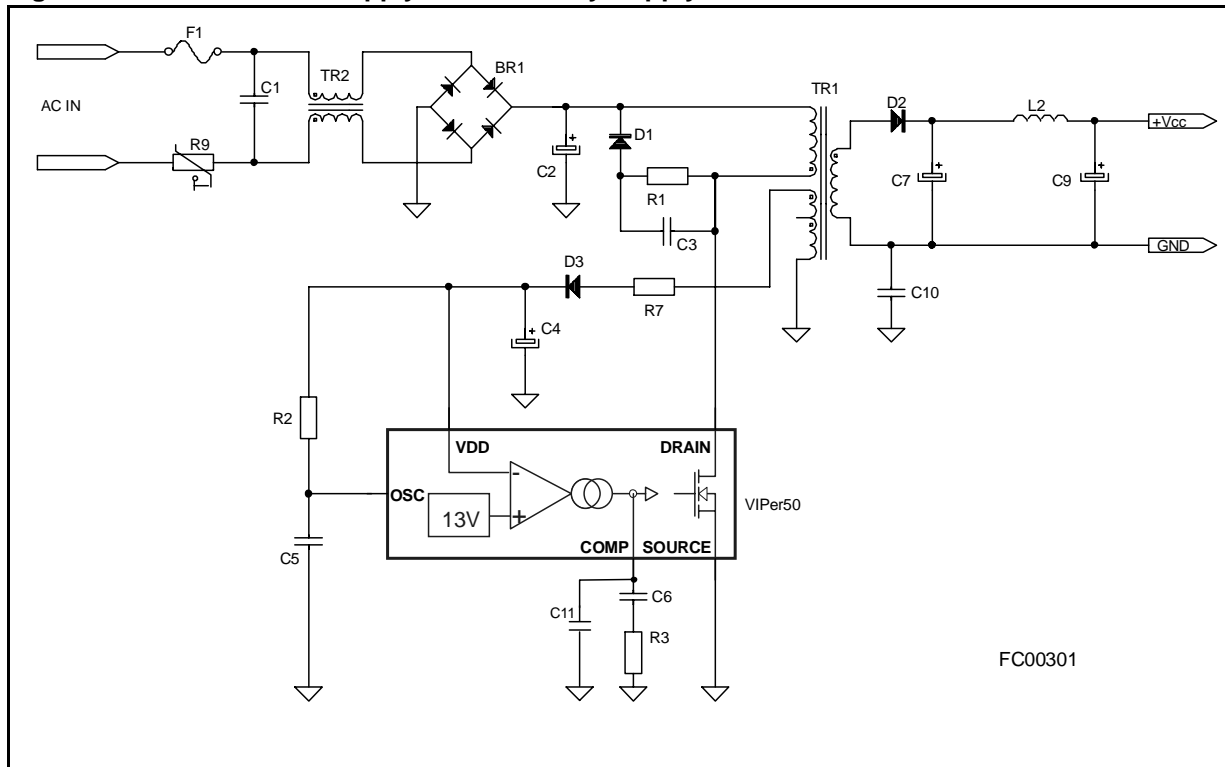 F1
BR1
TR2
TR1
D2
L2
C1
AC IN
D1
+Vcc
R9
C2
R1
C7
C9
C3
GND
D3
R7
C10
C4
R2
VDD
DRAIN
OSC
-
13V
+
VIPer50
COMP
SOURCE
C5
C6
C11
R3
FC00301